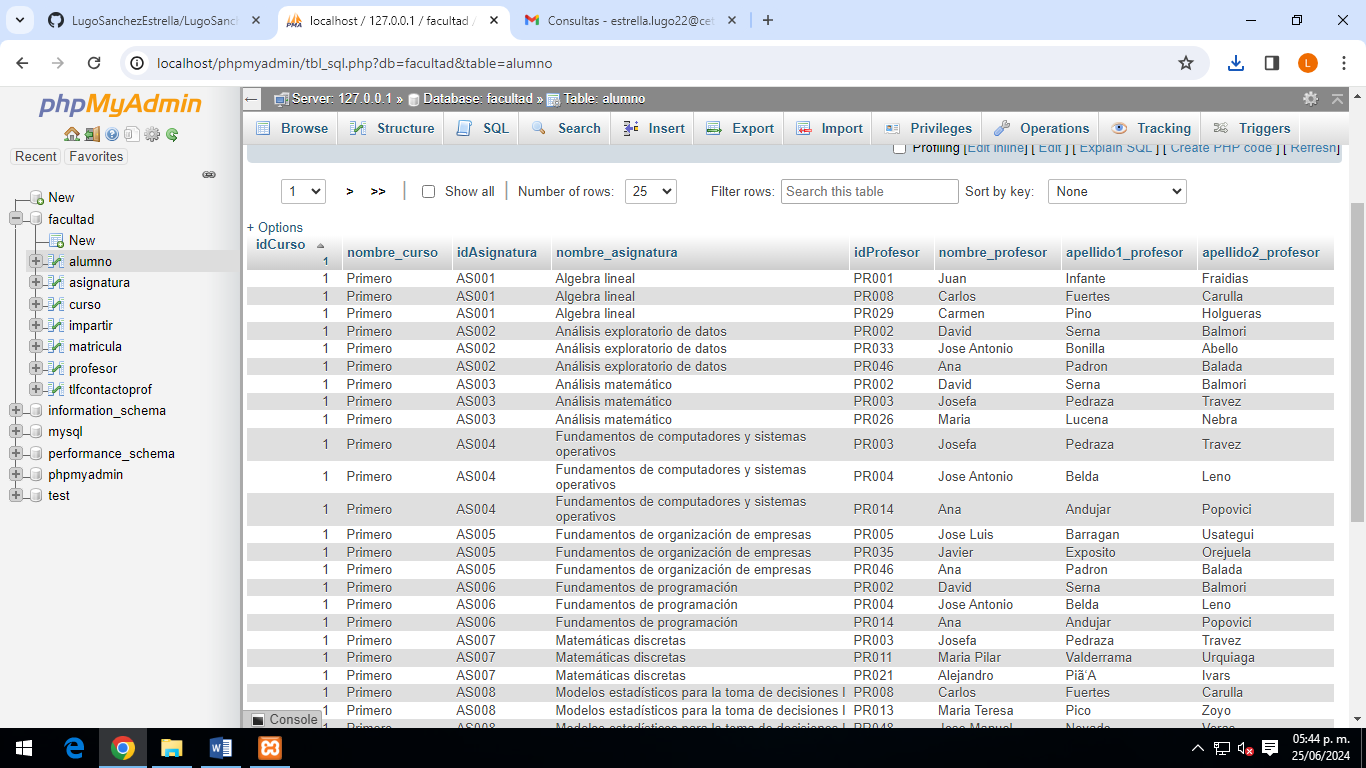 LugoSanchezEstrella/LugoSanc
localhost / 127.0.0.1 / facultad /
Consultas - estrella.lugo22@cet
localhost/phpmyadmin/tbl_sql.php?db=facultad&table=alumno
L
phpMyAdmin
Recent Favorites
New
facultad
New
alumno
asignatura
curso
impartir
matricula
profesor
tlfcontactoprof
information_schema
mysql
performance_schema
phpmyadmin
test
Server: 127.0.0.1 » Database: facultad » Table: alumno
Browse Structure SQL Search Insert Export Import Privileges Operations Tracking Triggers
Profiling [Edit inline] [ Edit ] [ Explain SQL ] [ Create PHP code ] [ Refresh]
1 > >> Show all Number of rows: 25 Filter rows: Search this table Sort by key: None
+ Options
idCurso 1 nombre_curso idAsignatura nombre_asignatura idProfesor nombre_profesor apellido1_profesor apellido2_profesor
1 Primero AS001 Algebra lineal PR001 Juan Infante Fraidias
1 Primero AS001 Algebra lineal PR008 Carlos Fuertes Carulla
1 Primero AS001 Algebra lineal PR029 Carmen Pino Holgueras
1 Primero AS002 Análisis exploratorio de datos PR002 David Serna Balmori
1 Primero AS002 Análisis exploratorio de datos PR033 Jose Antonio Bonilla Abello
1 Primero AS002 Análisis exploratorio de datos PR046 Ana Padron Balada
1 Primero AS003 Análisis matemático PR002 David Serna Balmori
1 Primero AS003 Análisis matemático PR003 Josefa Pedraza Travez
1 Primero AS003 Análisis matemático PR026 Maria Lucena Nebra
1 Primero AS004 Fundamentos de computadores y sistemas operativos PR003 Josefa Pedraza Travez
1 Primero AS004 Fundamentos de computadores y sistemas operativos PR004 Jose Antonio Belda Leno
1 Primero AS004 Fundamentos de computadores y sistemas operativos PR014 Ana Andujar Popovici
1 Primero AS005 Fundamentos de organización de empresas PR005 Jose Luis Barragan Usategui
1 Primero AS005 Fundamentos de organización de empresas PR035 Javier Exposito Orejuela
1 Primero AS005 Fundamentos de organización de empresas PR046 Ana Padron Balada
1 Primero AS006 Fundamentos de programación PR002 David Serna Balmori
1 Primero AS006 Fundamentos de programación PR004 Jose Antonio Belda Leno
1 Primero AS006 Fundamentos de programación PR014 Ana Andujar Popovici
1 Primero AS007 Matemáticas discretas PR003 Josefa Pedraza Travez
1 Primero AS007 Matemáticas discretas PR011 Maria Pilar Valderrama Urquiaga
1 Primero AS007 Matemáticas discretas PR021 Alejandro Piã‘A Ivars
1 Primero AS008 Modelos estadísticos para la toma de decisiones I PR008 Carlos Fuertes Carulla
1 Primero AS008 Modelos estadísticos para la toma de decisiones I PR013 Maria Teresa Pico Zoyo
Console
05:44 p. m.
25/06/2024